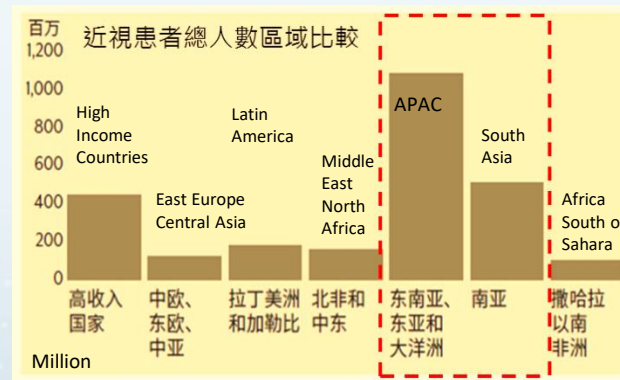 百万
近視患者總人數區域比較
1,200
1,000
800
600
400
200
0
High
Income
Countries
East Europe
Central Asia
Latin
America
Middle
East
North
Africa
APAC
South
Asia
Africa
South o
Sahara
高收入
国家
中欧、
东欧、
中亚
拉丁美洲
和加勒比
北非和
中东
东南亚、
东亚和
大洋洲
南亚
撒哈拉
以南
非洲
Million